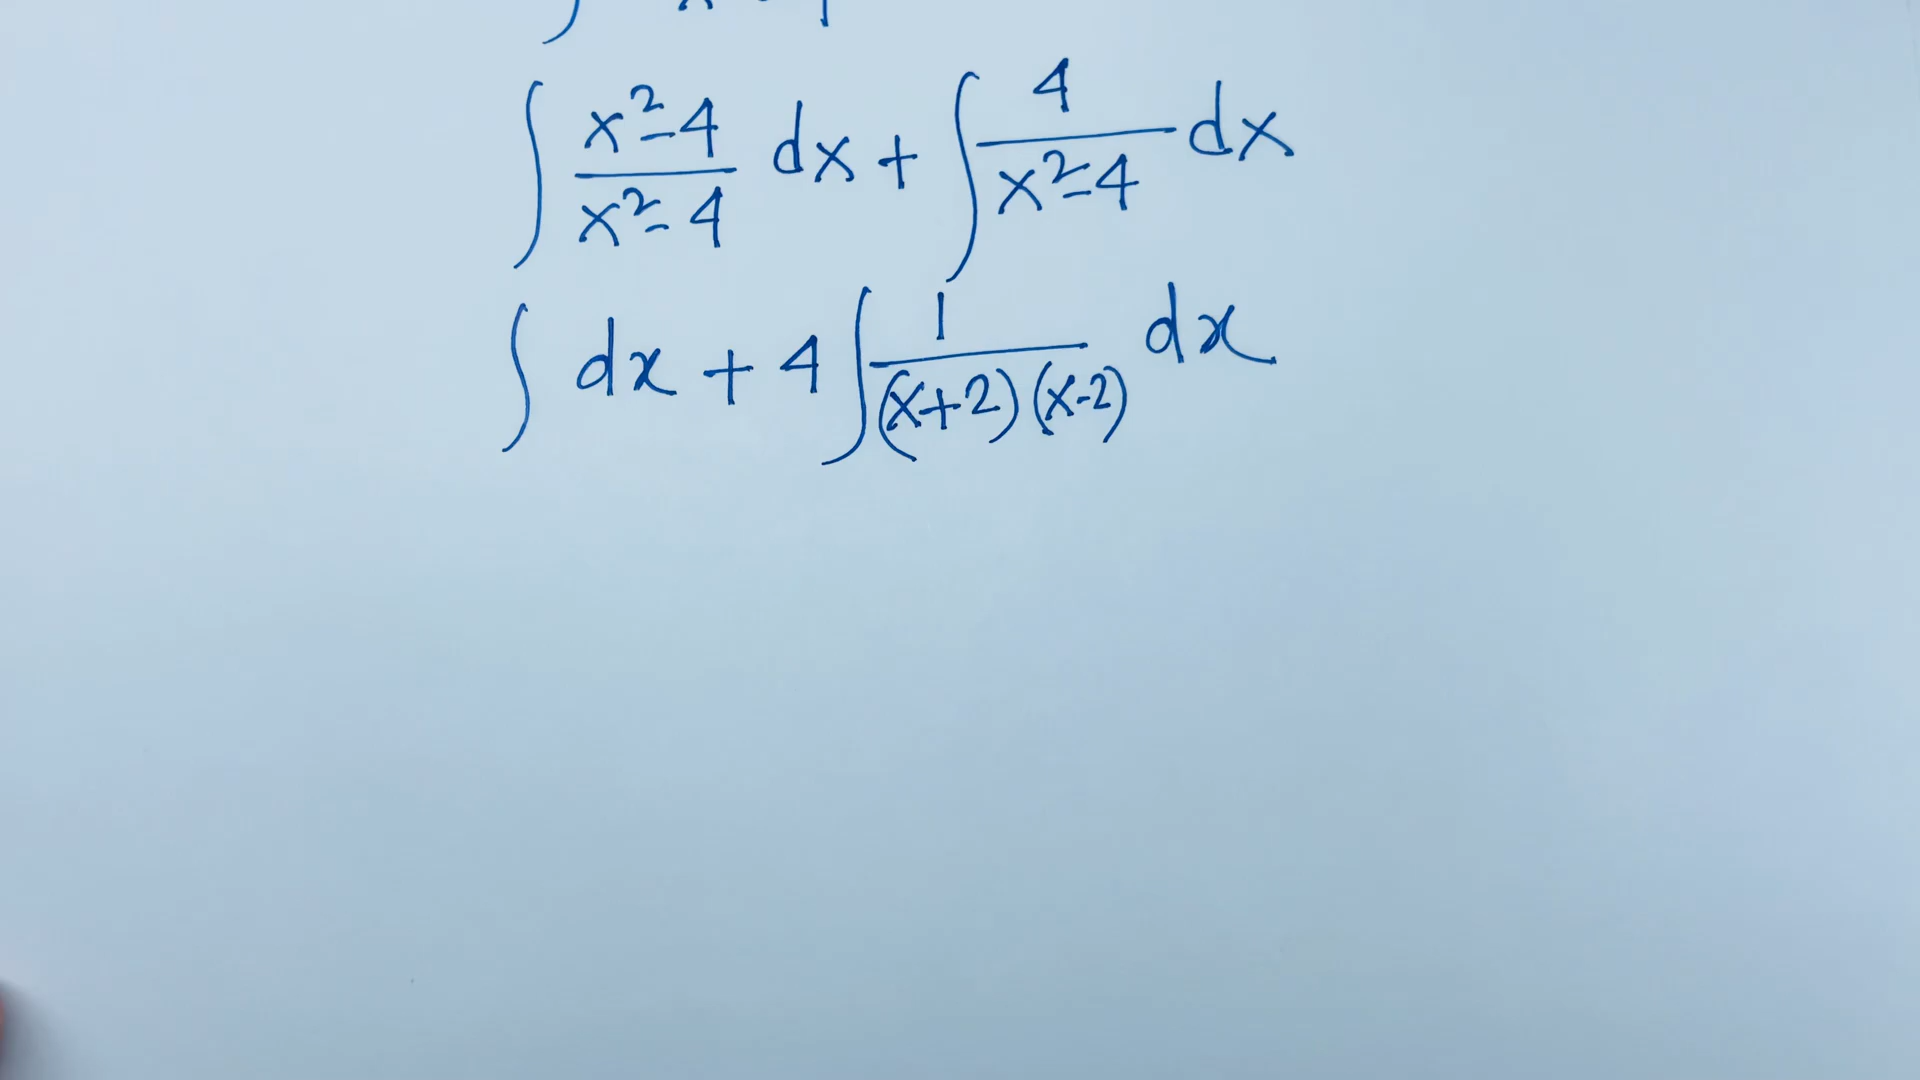 ∫ x²-4/x²-4 dx + ∫ 4/x²-4 dx
∫ dx + 4 ∫ 1/(x+2)(x-2) dx